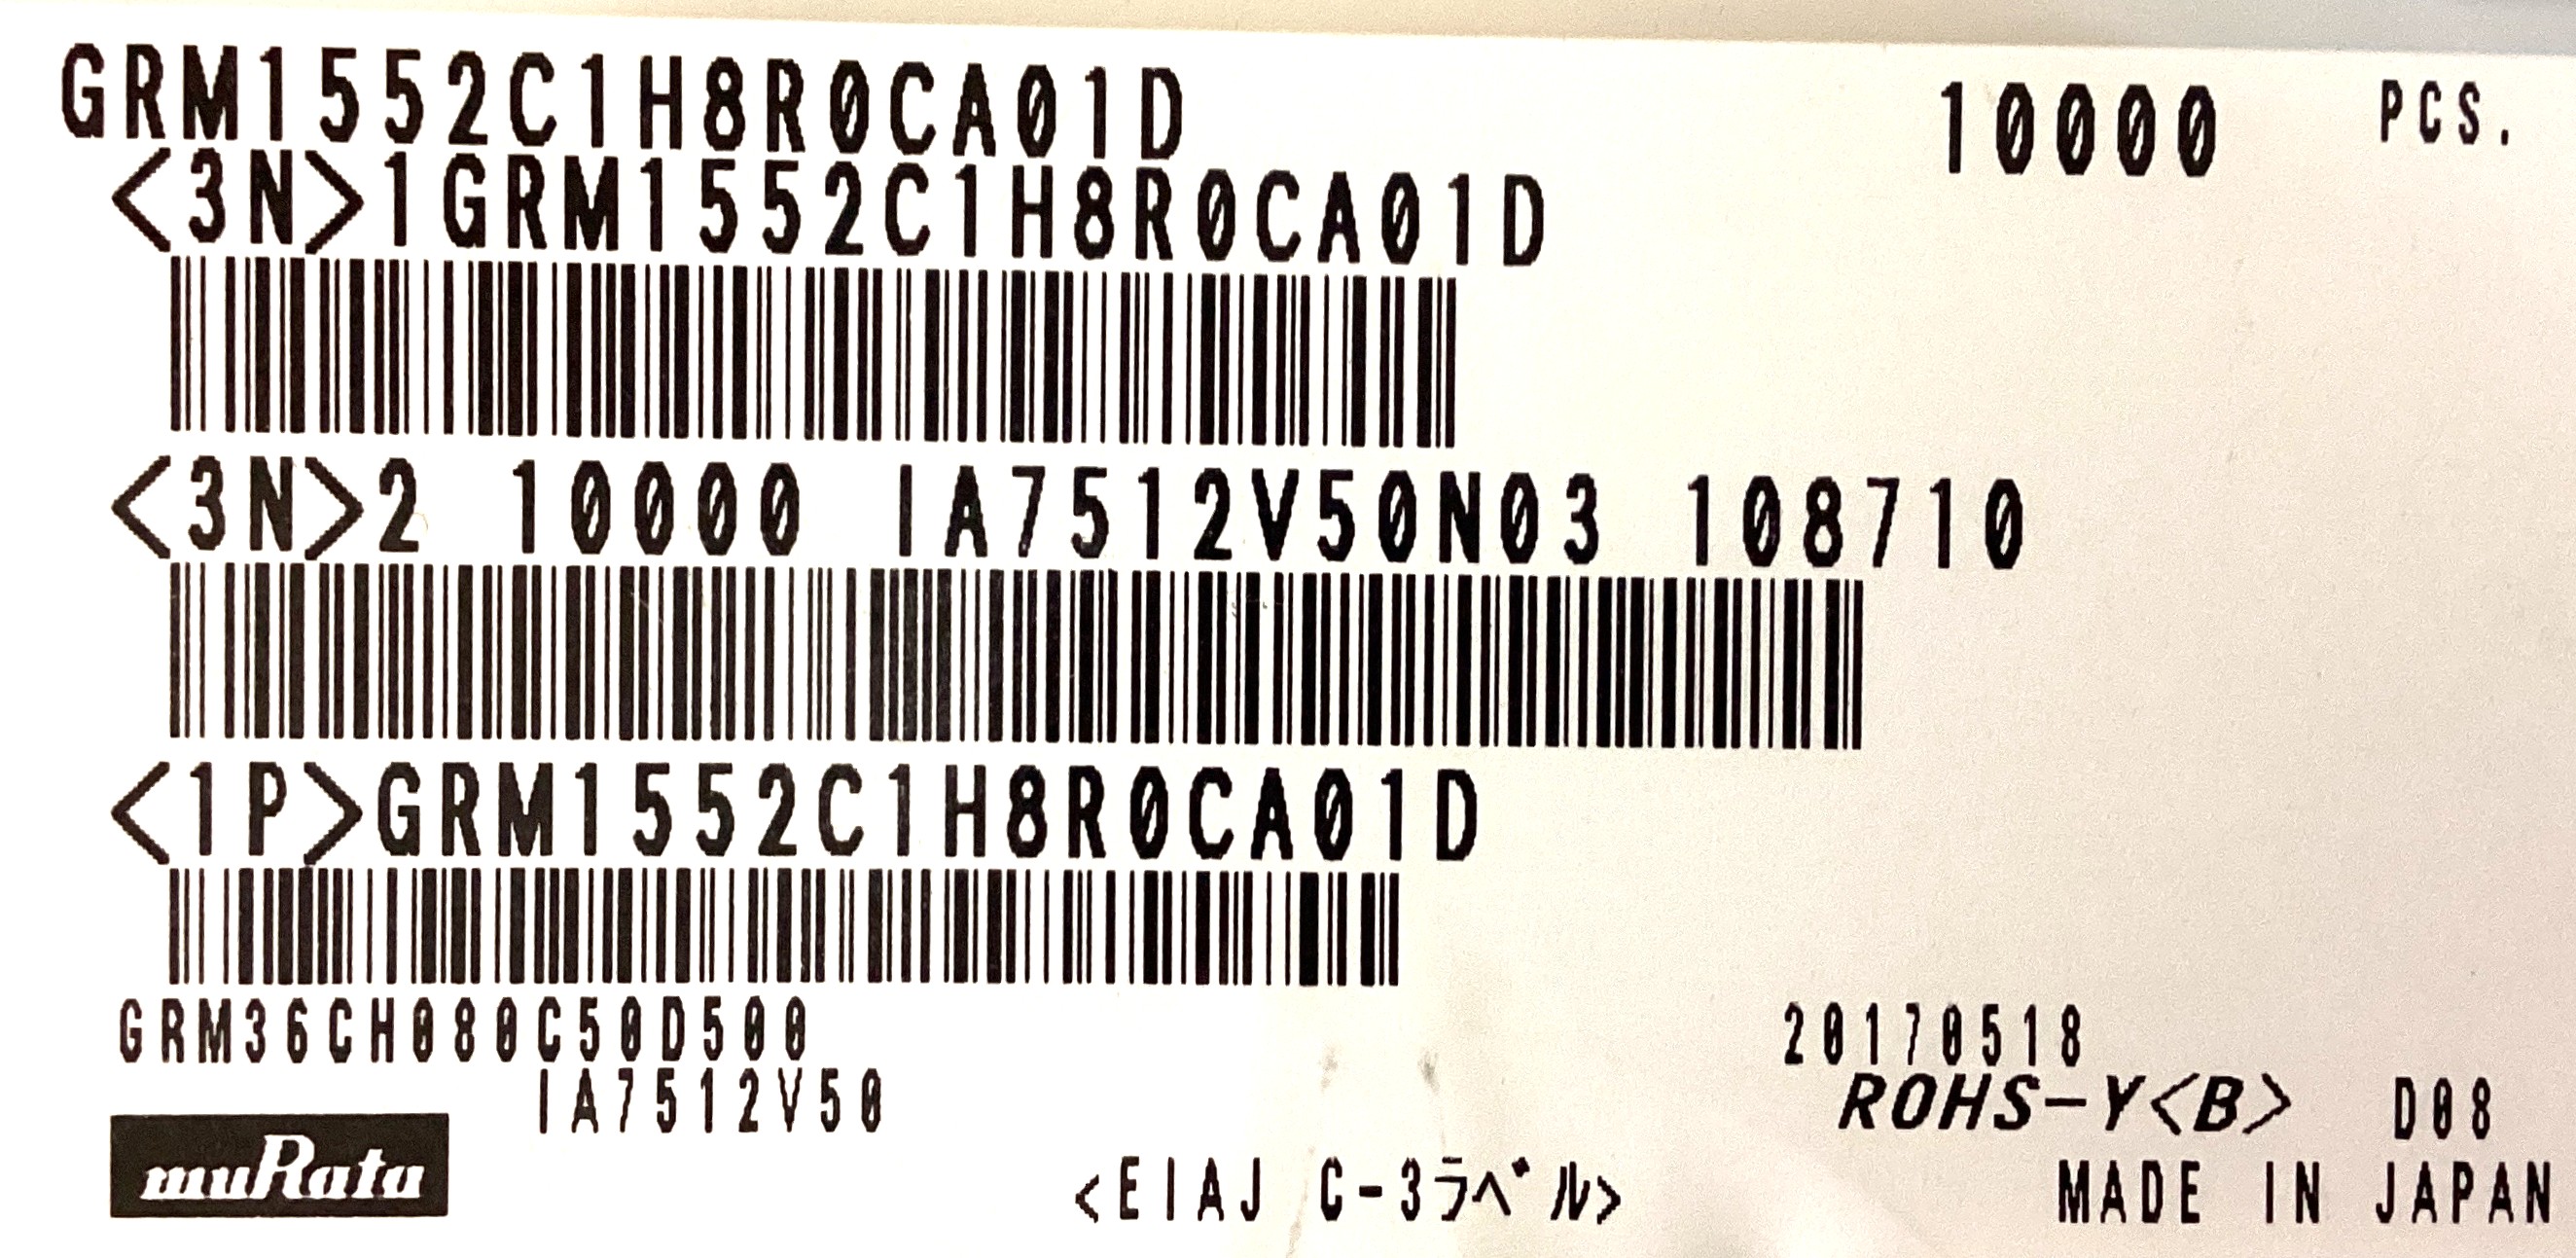 GRM1552C1H8R0CA01D 10000 PCS.
<3N>1GRM1552C1H8R0CA01D
<3N>2 10000 IA7512V50N03 108710
<1P>GRM1552C1H8R0CA01D
GRM36CH080C50D500 20170518
IA7512V50 ROHS-Y<B> D08
muRata <EIAJ C-3ラベル> MADE IN JAPAN